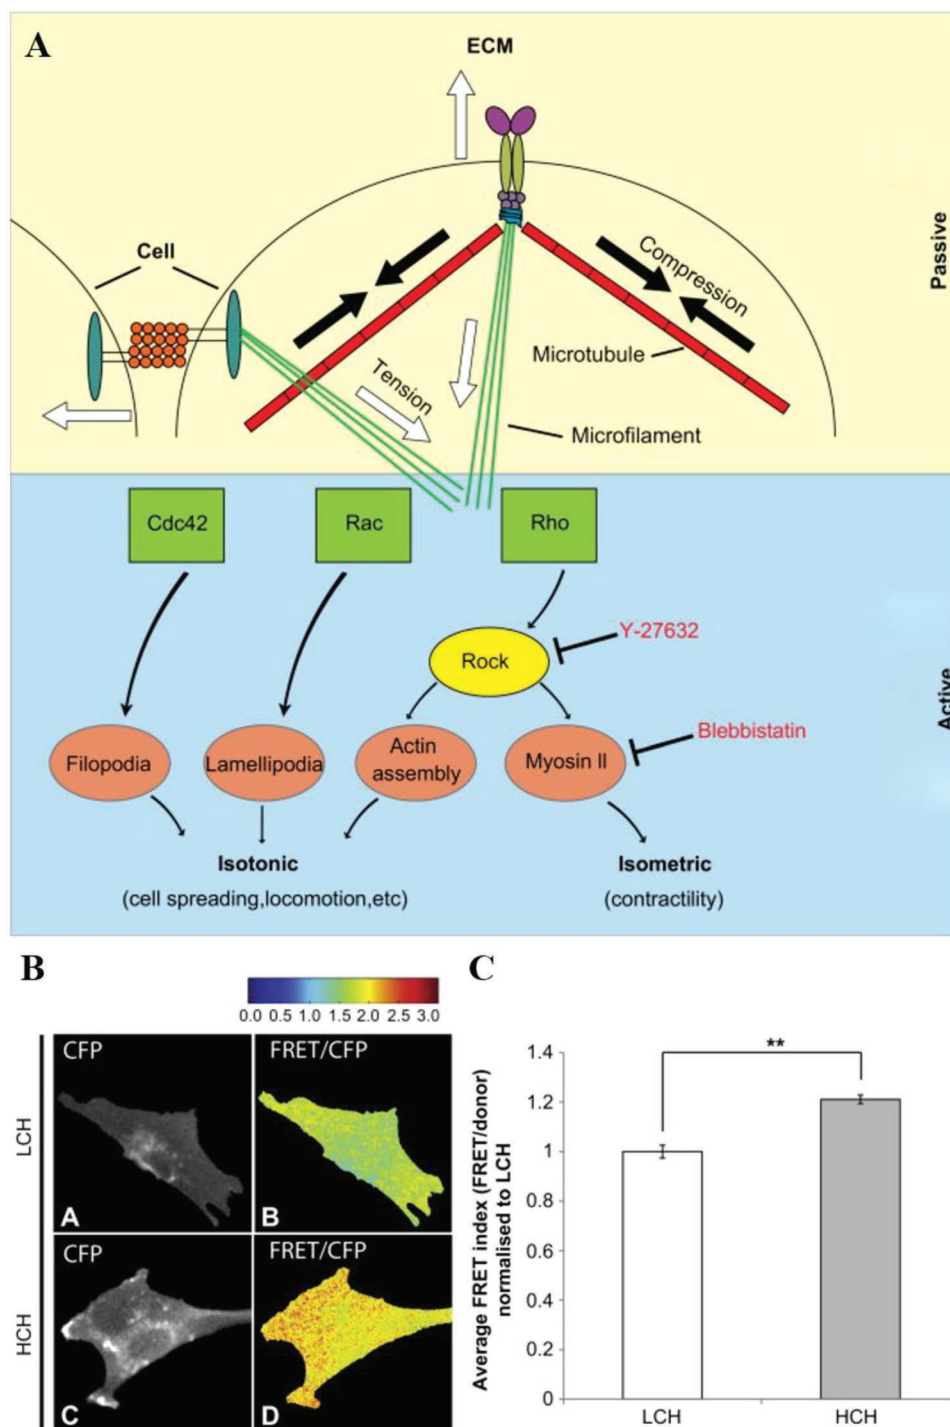 A
ECM
Cell
Compression
Passive
Tension
Microtubule
Microfilament
Cdc42
Rac
Rho
Y-27632
Rock
Active
Blebbistatin
Filopodia
Lamellipodia
Actin
assembly
Myosin II
Isotonic
(cell spreading,locomotion,etc)
Isometric
(contractility)
B
0.0 0.5 1.0 1.5 2.0 2.5 3.0
LCH
CFP
A
FRET/CFP
B
HCH
CFP
C
FRET/CFP
D
C
Average FRET index (FRET/donor)
normalised to LCH
**
1.4
1.2
1
0.8
0.6
0.4
0.2
0
LCH
HCH